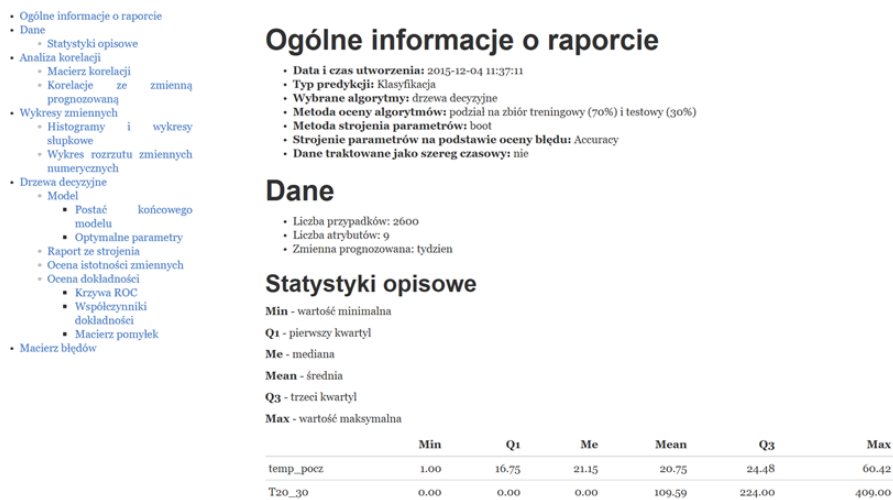 Ogólne informacje o raporcie
Dane
Statystyki opisowe
Analiza korelacji
Macierz korelacji
Korelacje ze zmienną
prognozowaną
Wykresy zmiennych
Histogramy i wykresy
słupkowe
Wykres rozrzutu zmiennych
numerycznych
Drzewa decyzyjne
Model
Postać końcowego
modelu
Optymalne parametry
Raport ze strojenia
Ocena istotności zmiennych
Ocena dokładności
Krzywa ROC
Współczynniki
dokładności
Macierz pomyłek
Macierz błędów
Ogólne informacje o raporcie
Data i czas utworzenia: 2015-12-04 11:37:11
Typ predykcji: Klasyfikacja
Wybrane algorytmy: drzewa decyzyjne
Metoda oceny algorytmów: podział na zbiór treningowy (70%) i testowy (30%)
Metoda strojenia parametrów: boot
Strojenie parametrów na podstawie oceny błędu: Accuracy
Dane traktowane jako szereg czasowy: nie
Dane
Liczba przypadków: 2600
Liczba atrybutów: 9
Zmienna prognozowana: tydzien
Statystyki opisowe
Min - wartość minimalna
Q1 - pierwszy kwartyl
Me - mediana
Mean - średnia
Q3 - trzeci kwartyl
Max - wartość maksymalna
Min Q1 Me Mean Q3 Max
temp_pocz 1.00 16.75 21.15 20.75 24.48 60.42
T20_30 0.00 0.00 0.00 109.59 224.00 409.00